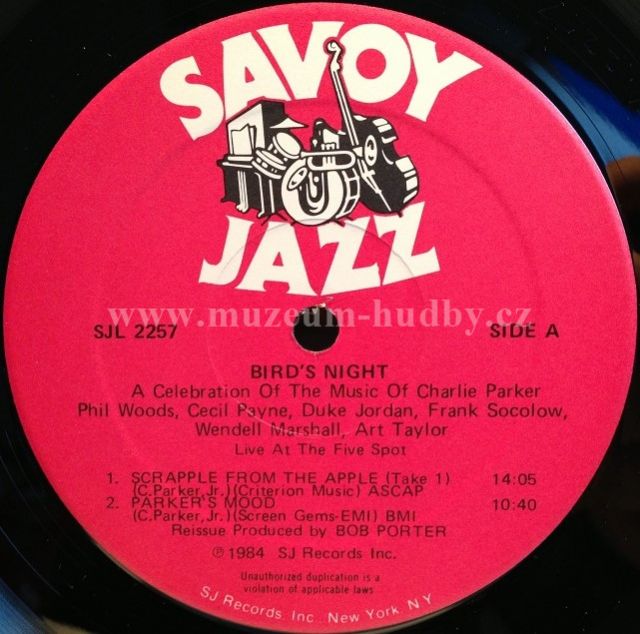 SAVOY
JAZZ
www.muzeum-hudby.cz
SJL 2257 SIDE A
BIRD'S NIGHT
A Celebration Of The Music Of Charlie Parker
Phil Woods, Cecil Payne, Duke Jordan, Frank Socolow,
Wendell Marshall, Art Taylor
Live At The Five Spot
1. SCRAPPLE FROM THE APPLE (Take 1) 14:05
(C.Parker, Jr.)(Criterion Music) ASCAP
2. PARKER'S MOOD 10:40
(C.Parker, Jr.)(Screen Gems-EMI) BMI
Reissue Produced by BOB PORTER
℗ 1984 SJ Records Inc.
Unauthorized duplication is a
violation of applicable laws
SJ Records, Inc., New York, N.Y.